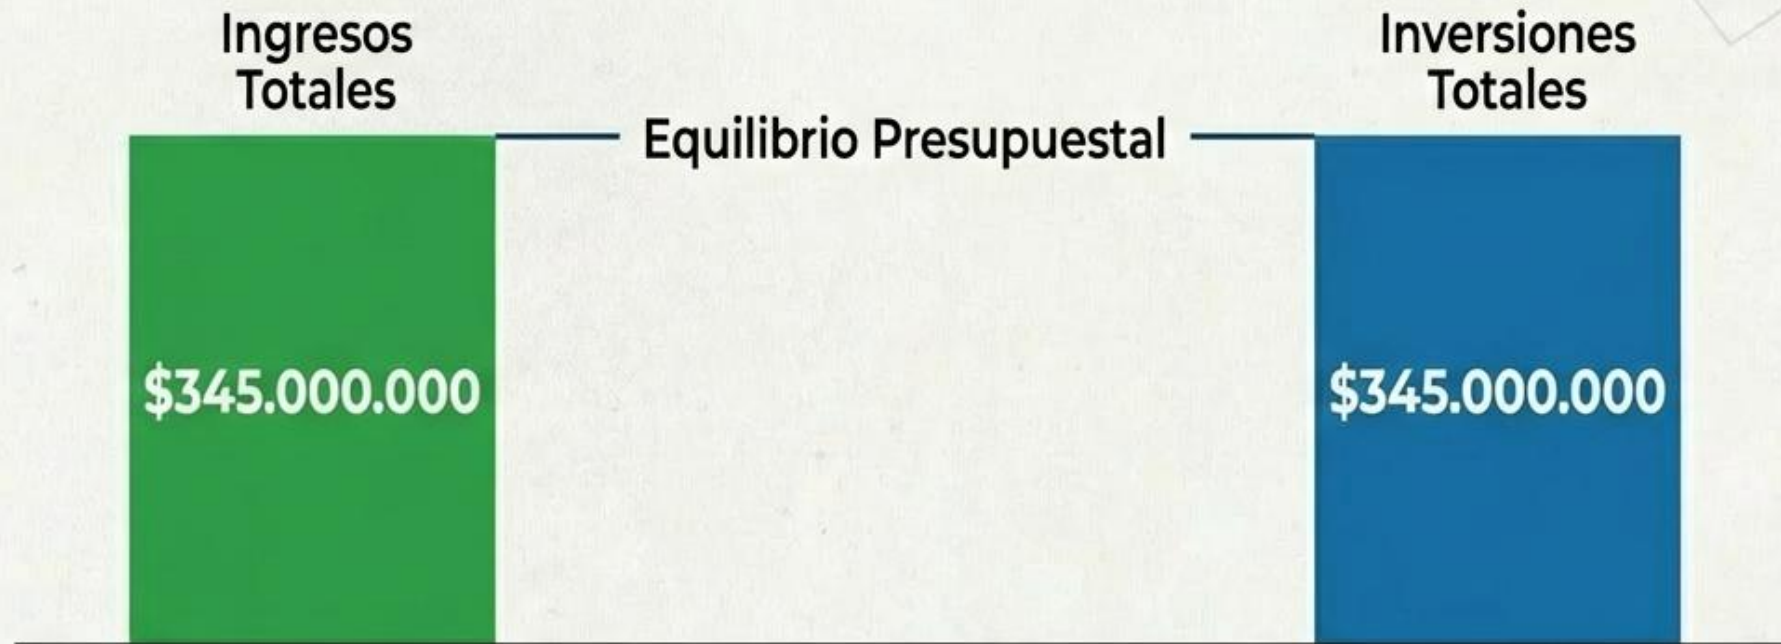 Ingresos
Totales
Inversiones
Totales
Equilibrio Presupuestal
$345.000.000
$345.000.000